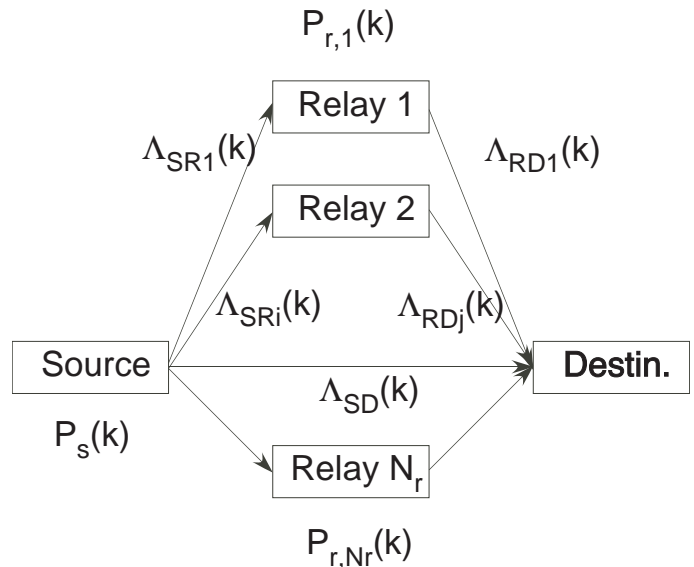 P_{r,1}(k)
Relay 1
Λ_{SR1}(k)
Λ_{RD1}(k)
Relay 2
Λ_{SRi}(k)
Λ_{RDj}(k)
Source
Destin.
Λ_{SD}(k)
P_s(k)
Relay N_r
P_{r,Nr}(k)